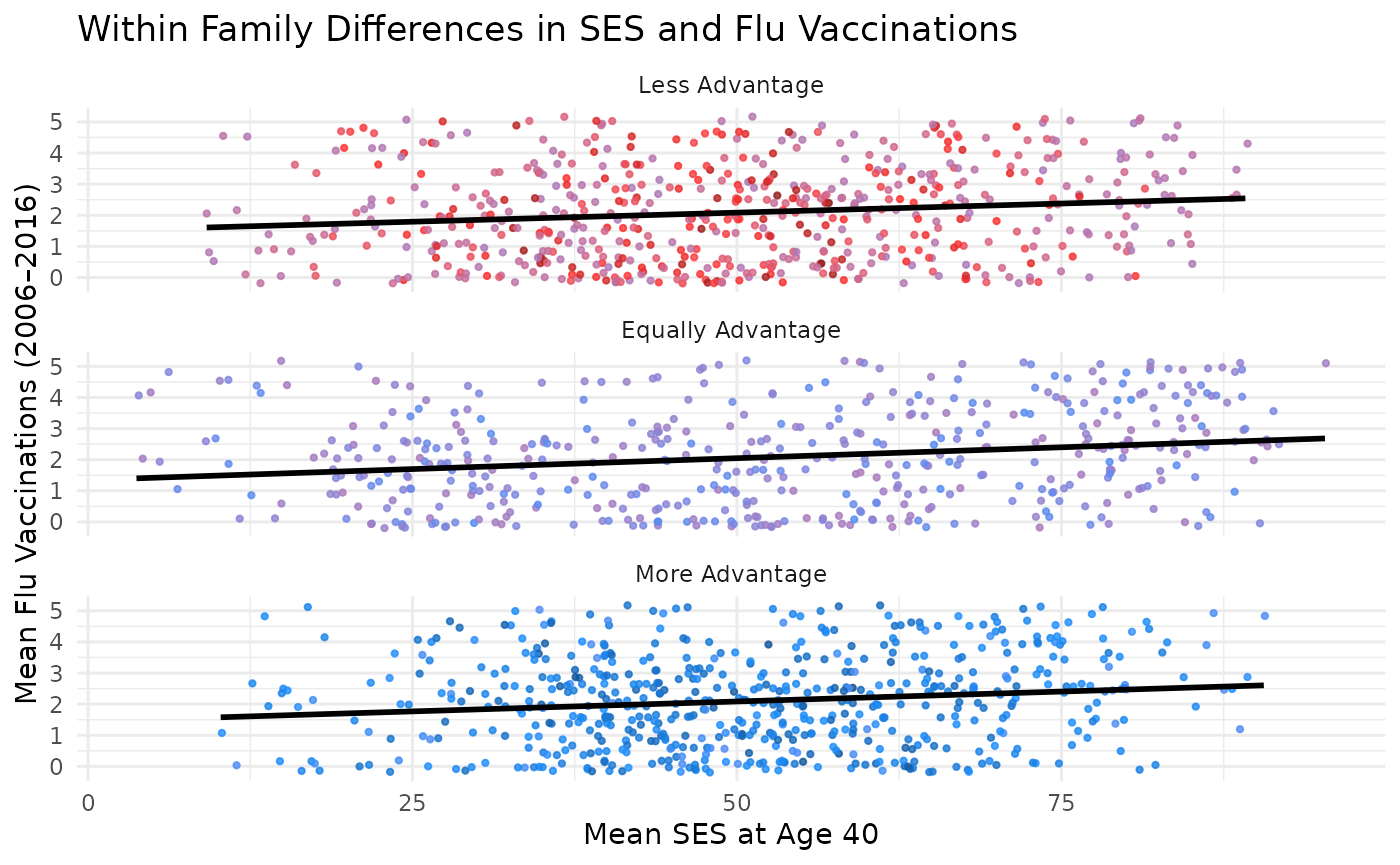 Within Family Differences in SES and Flu Vaccinations
Less Advantage
5
4
3
2
1
0
Equally Advantage
5
4
3
2
1
0
More Advantage
5
4
3
2
1
0
0 25 50 75
Mean SES at Age 40
Mean Flu Vaccinations (2006–2016)